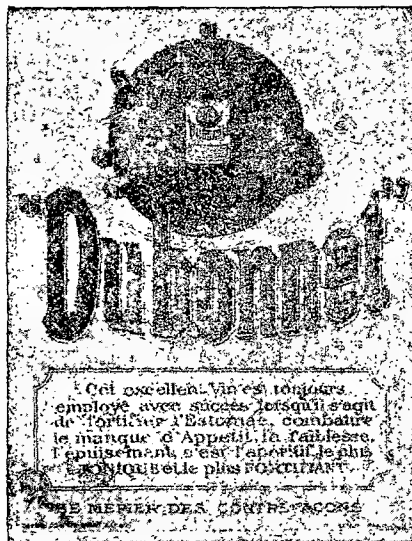 "Dubonnet"
Cet excellent Vin est toujours
employé avec succès lorsqu'il s'agit
de fortifier l'Estomac, combattre
le manque d'Appétit, la faiblesse,
l'épuisement, c'est l'apéritif le plus
TONIQUE et le plus FORTIFIANT.
SE MEFIER DES CONTREFACONS